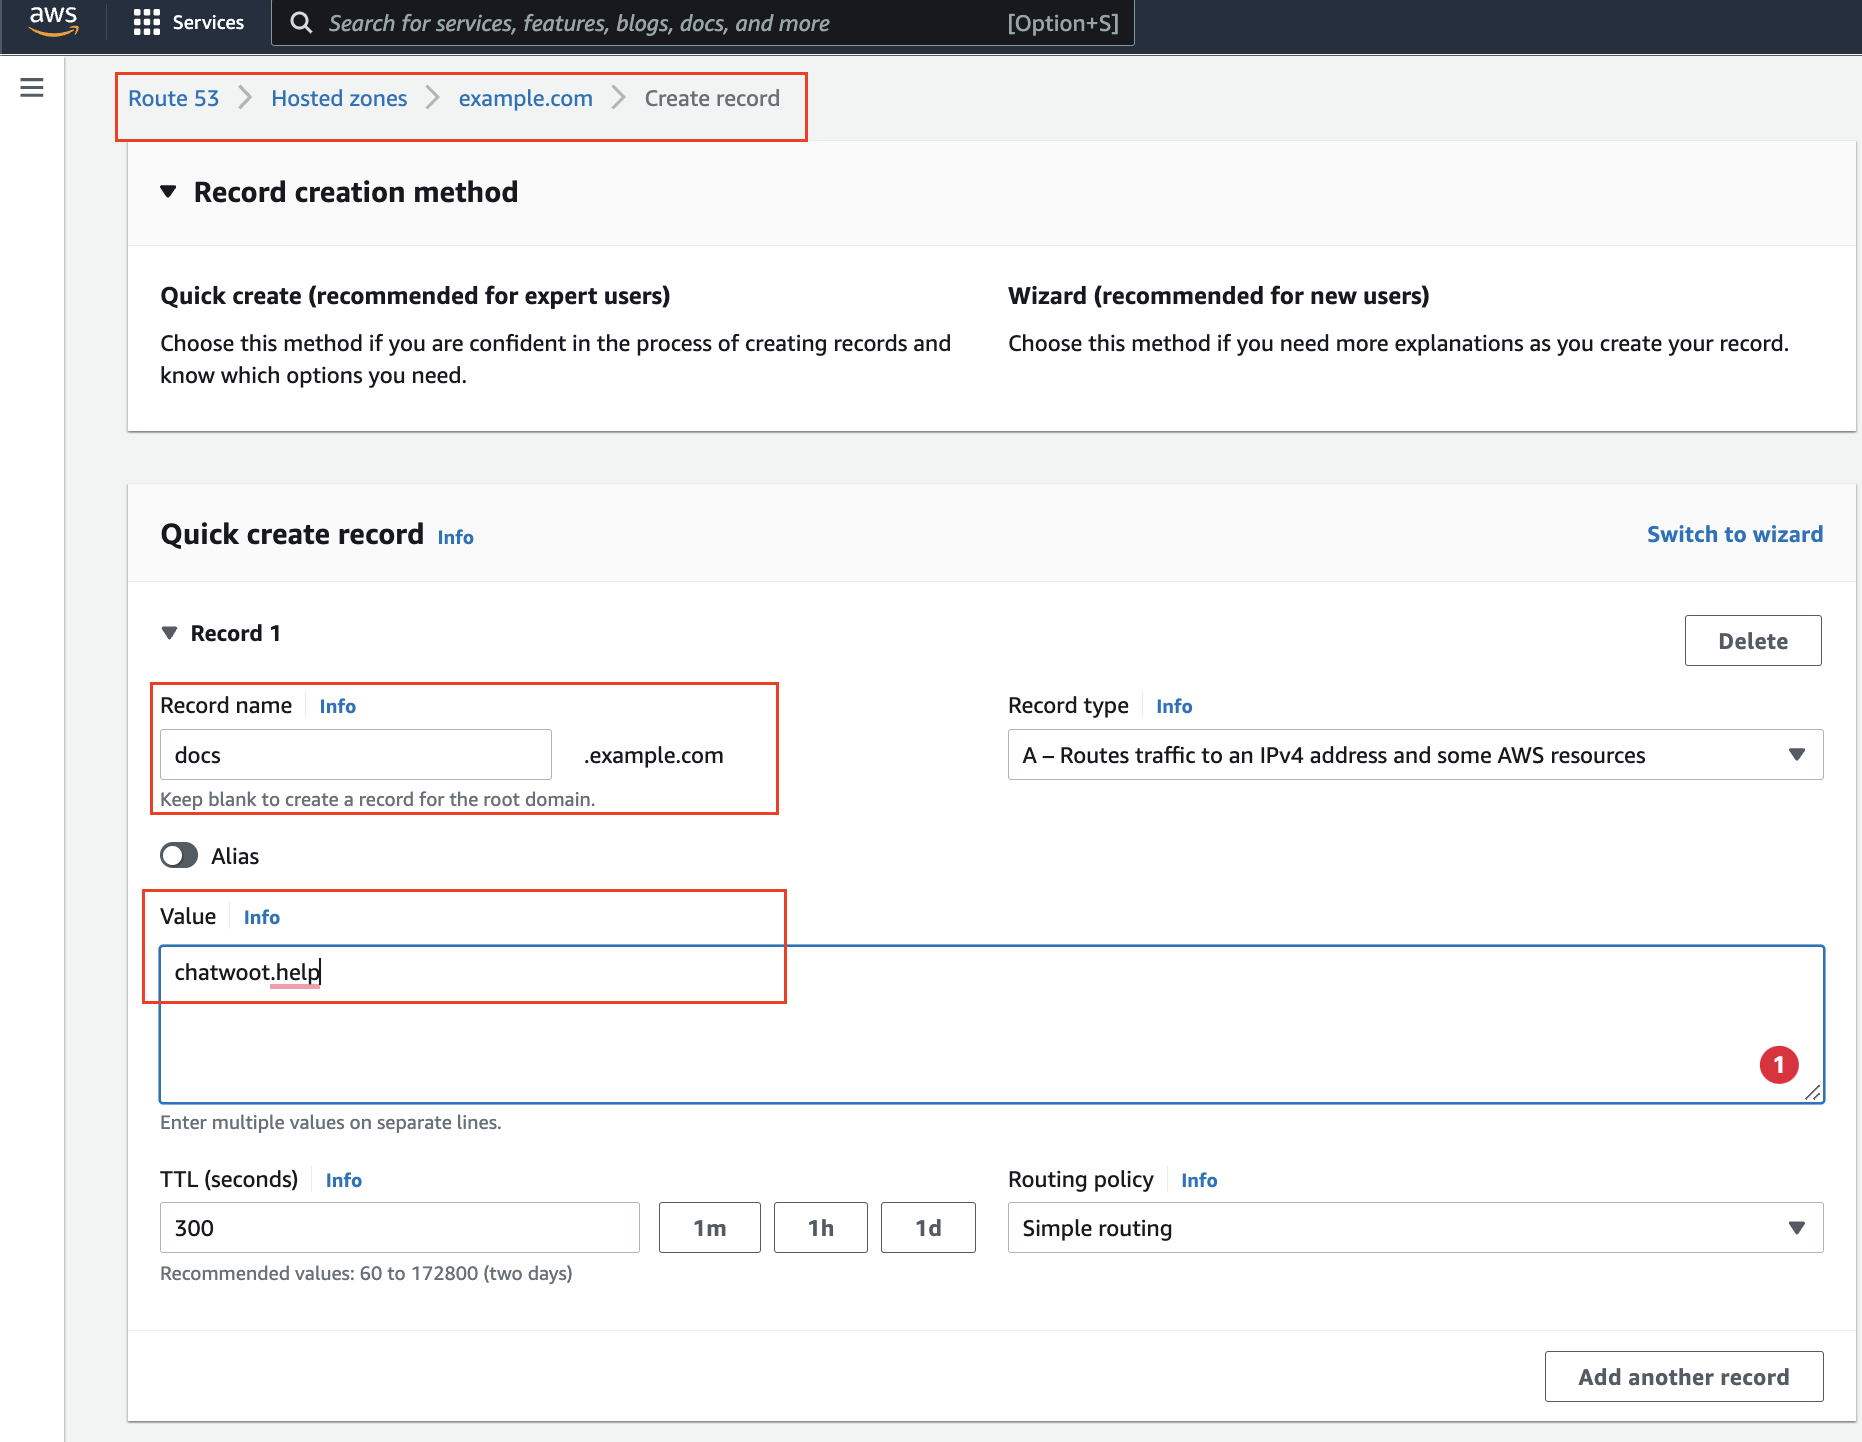 aws Services Search for services, features, blogs, docs, and more [Option+S]
Route 53 Hosted zones example.com Create record
Record creation method
Quick create (recommended for expert users)
Choose this method if you are confident in the process of creating records and
know which options you need.
Wizard (recommended for new users)
Choose this method if you need more explanations as you create your record.
Quick create record Info
Switch to wizard
Record 1
Delete
Record name Info
docs .example.com
Keep blank to create a record for the root domain.
Record type Info
A – Routes traffic to an IPv4 address and some AWS resources
Alias
Value Info
chatwoot.help
1
Enter multiple values on separate lines.
TTL (seconds) Info
300 1m 1h 1d
Recommended values: 60 to 172800 (two days)
Routing policy Info
Simple routing
Add another record